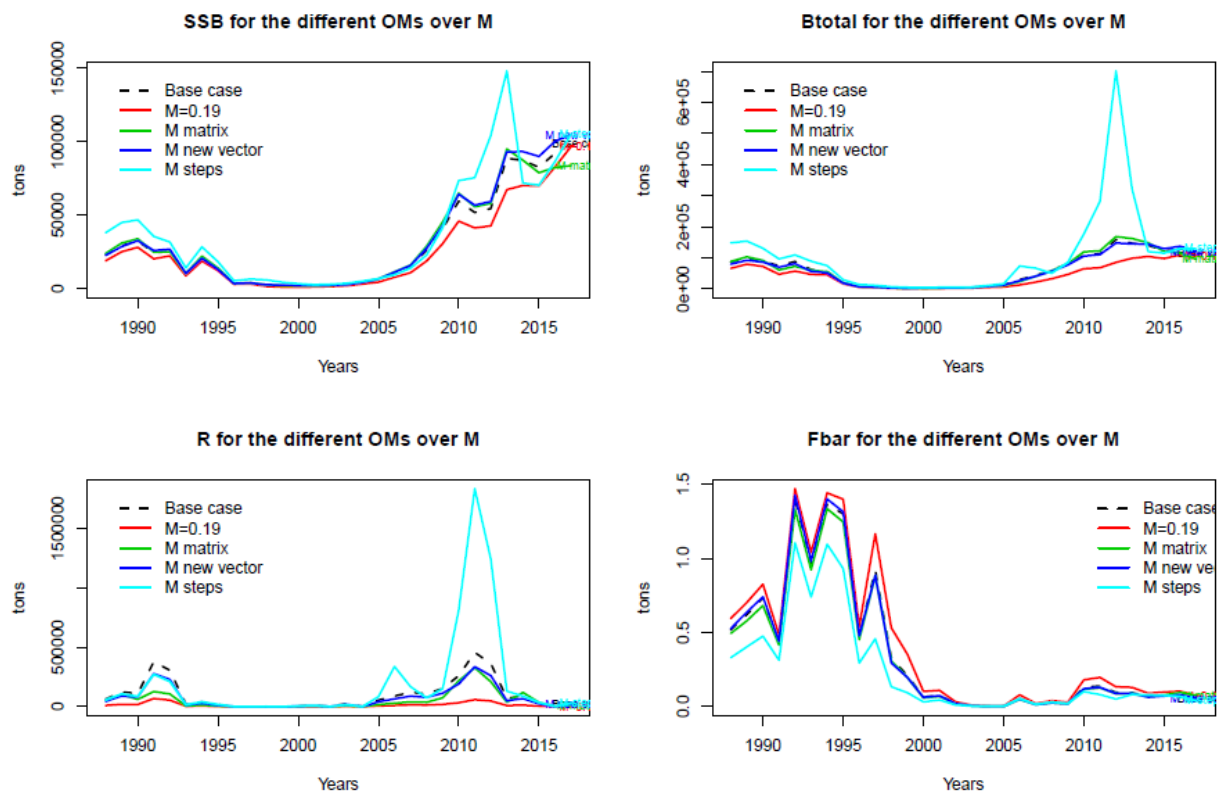 SSB for the different OMs over M
tons
0
50000
100000
150000
Base case
M=0.19
M matrix
M new vector
M steps
1990
1995
2000
2005
2010
2015
Years
Btotal for the different OMs over M
tons
0e+00
2e+05
4e+05
6e+05
Base case
M=0.19
M matrix
M new vector
M steps
1990
1995
2000
2005
2010
2015
Years
R for the different OMs over M
tons
0
500000
1500000
Base case
M=0.19
M matrix
M new vector
M steps
1990
1995
2000
2005
2010
2015
Years
Fbar for the different OMs over M
tons
0.0
0.5
1.0
1.5
Base case
M=0.19
M matrix
M new ve
M steps
1990
1995
2000
2005
2010
2015
Years